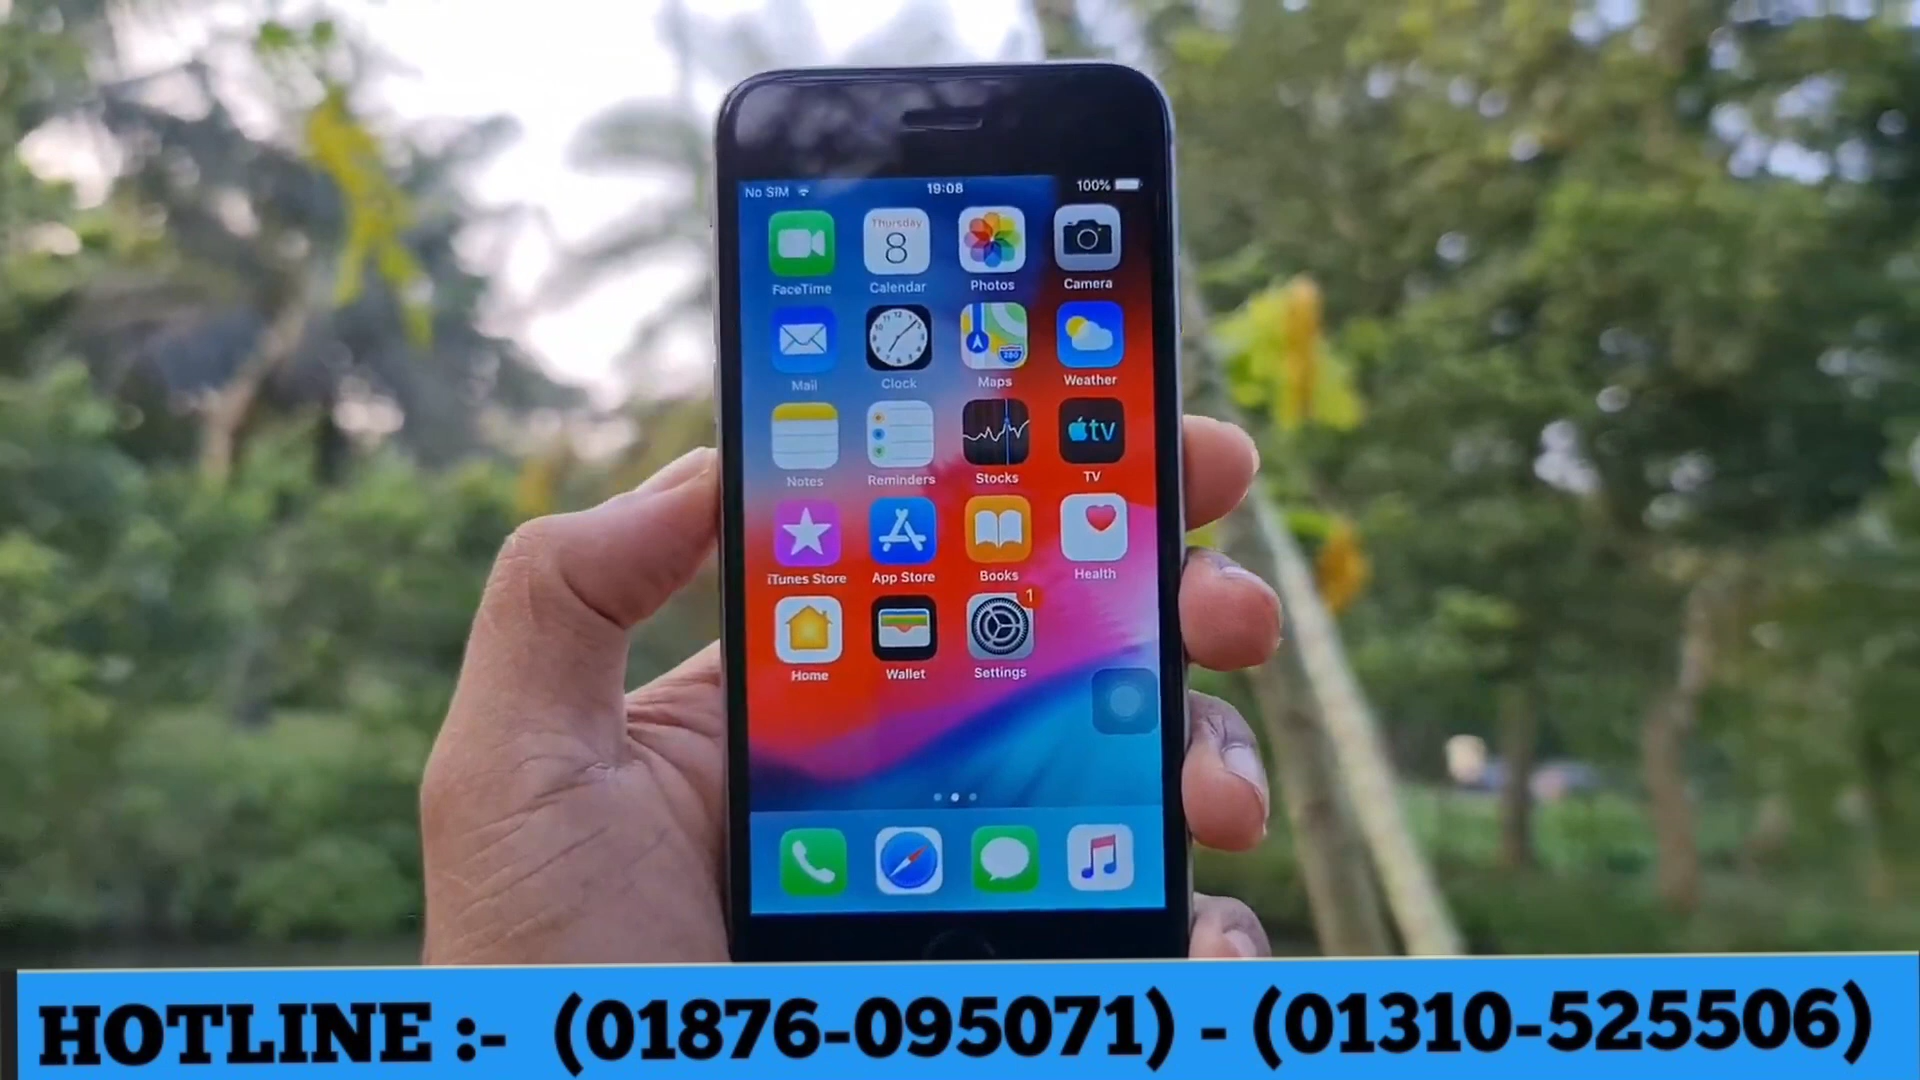 No SIM 19:08 100%
Thursday
8
FaceTime Calendar Photos Camera
280
Mail Clock Maps Weather
tv
Notes Reminders Stocks TV
iTunes Store App Store Books Health
1
Home Wallet Settings
HOTLINE :- (01876-095071) - (01310-525506)